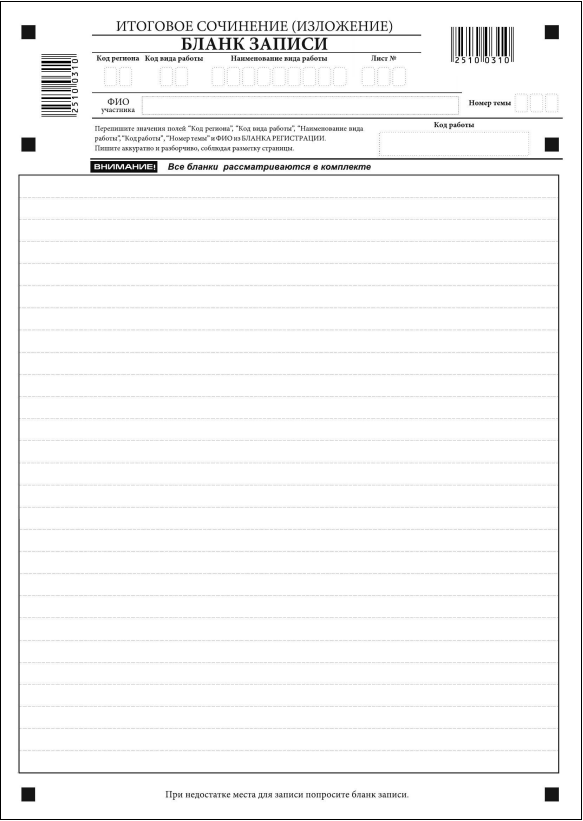 ИТОГОВОЕ СОЧИНЕНИЕ (ИЗЛОЖЕНИЕ)
БЛАНК ЗАПИСИ
Код региона Код вида работы Наименование вида работы Лист №
2510 0310
2510 0310
ФИО
участника
Номер темы
Перепишите значения полей "Код региона", "Код вида работы", "Наименование вида
работы", "Код работы", "Номер темы" и ФИО из БЛАНКА РЕГИСТРАЦИИ.
Пишите аккуратно и разборчиво, соблюдая разметку страницы.
Код работы
ВНИМАНИЕ! Все бланки рассматриваются в комплекте
При недостатке места для записи попросите бланк записи.